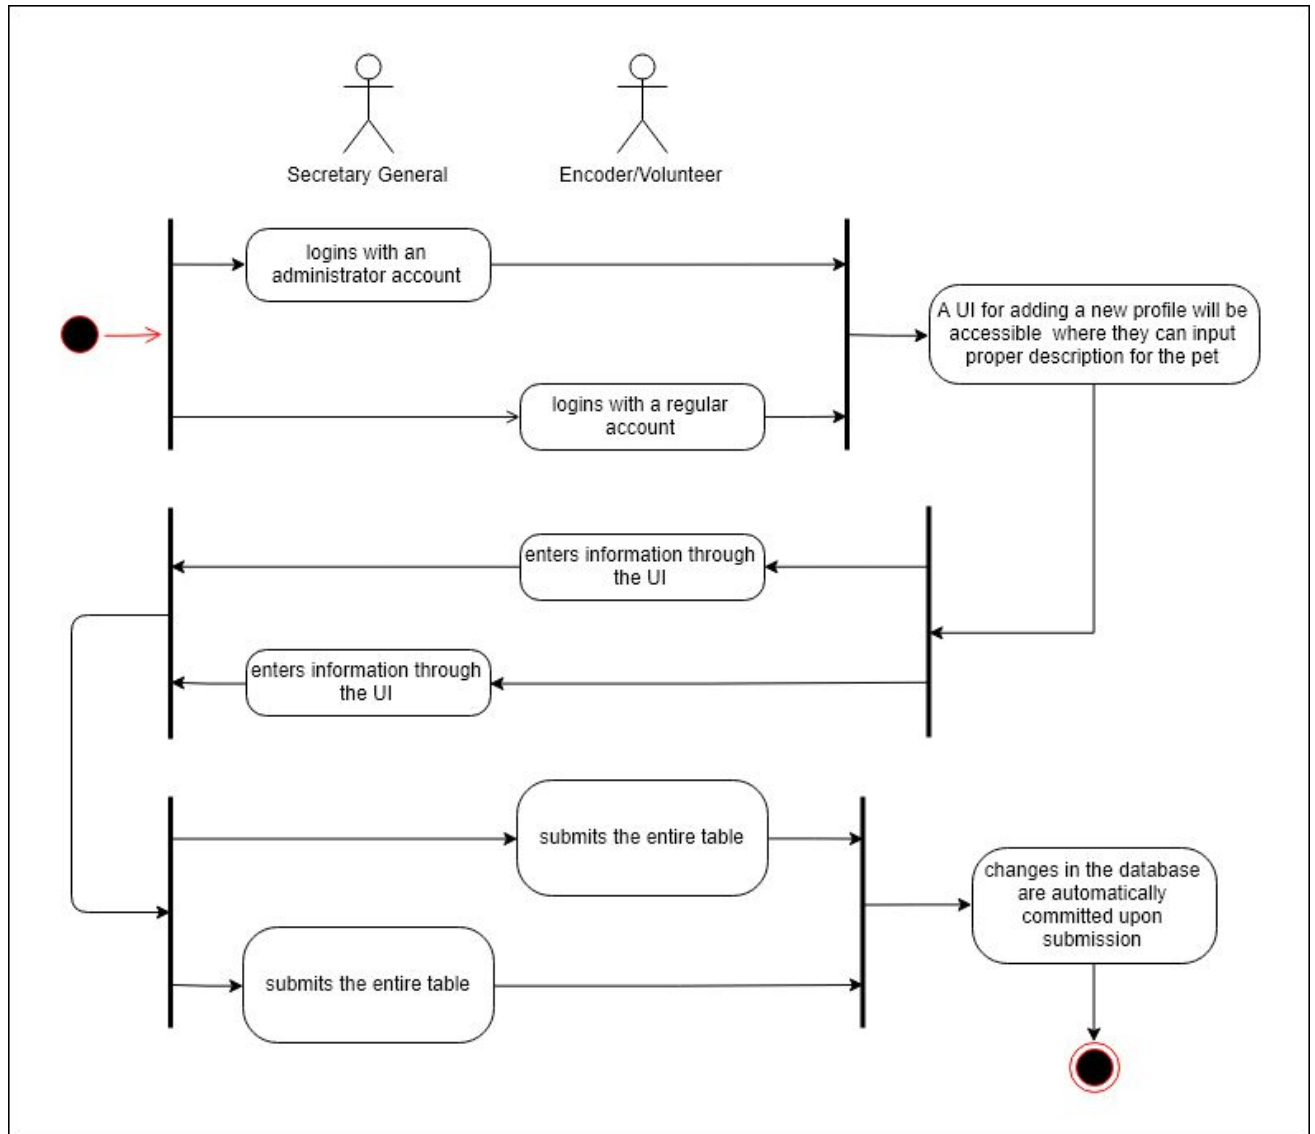 Secretary General
Encoder/Volunteer
logins with an
administrator account
A UI for adding a new profile will be
accessible where they can input
proper description for the pet
logins with a regular
account
enters information through
the UI
enters information through
the UI
submits the entire table
changes in the database
are automatically
committed upon
submission
submits the entire table